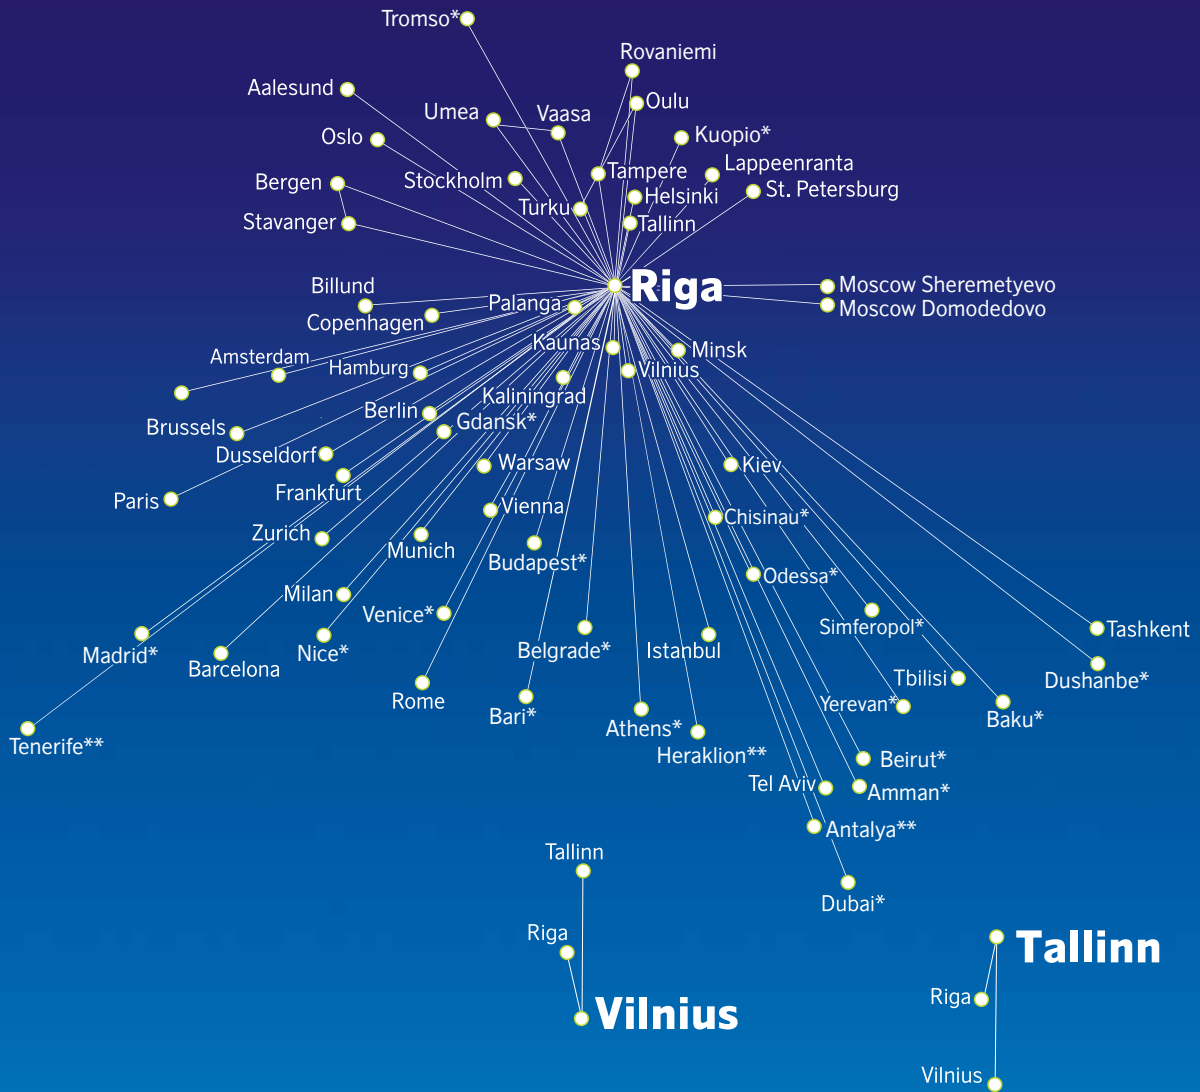 Tromso*
Rovaniemi
Aalesund
Oulu
Umea
Vaasa
Oslo
Kuopio*
Lappeenranta
Tampere
Bergen
Stockholm
St. Petersburg
Helsinki
Turku
Stavanger
Tallinn
Riga
Moscow Sheremetyevo
Billund
Palanga
Moscow Domodedovo
Copenhagen
Kaunas
Minsk
Amsterdam
Hamburg
Vilnius
Kaliningrad
Berlin
Gdansk*
Brussels
Dusseldorf
Warsaw
Kiev
Frankfurt
Paris
Vienna
Chisinau*
Zurich
Munich
Budapest*
Odessa*
Milan
Venice*
Simferopol*
Tashkent
Madrid*
Nice*
Belgrade*
Istanbul
Barcelona
Tbilisi
Dushanbe*
Rome
Yerevan*
Bari*
Baku*
Athens*
Tenerife**
Heraklion**
Beirut*
Tel Aviv
Amman*
Antalya**
Tallinn
Dubai*
Riga
Vilnius
Tallinn
Riga
Vilnius